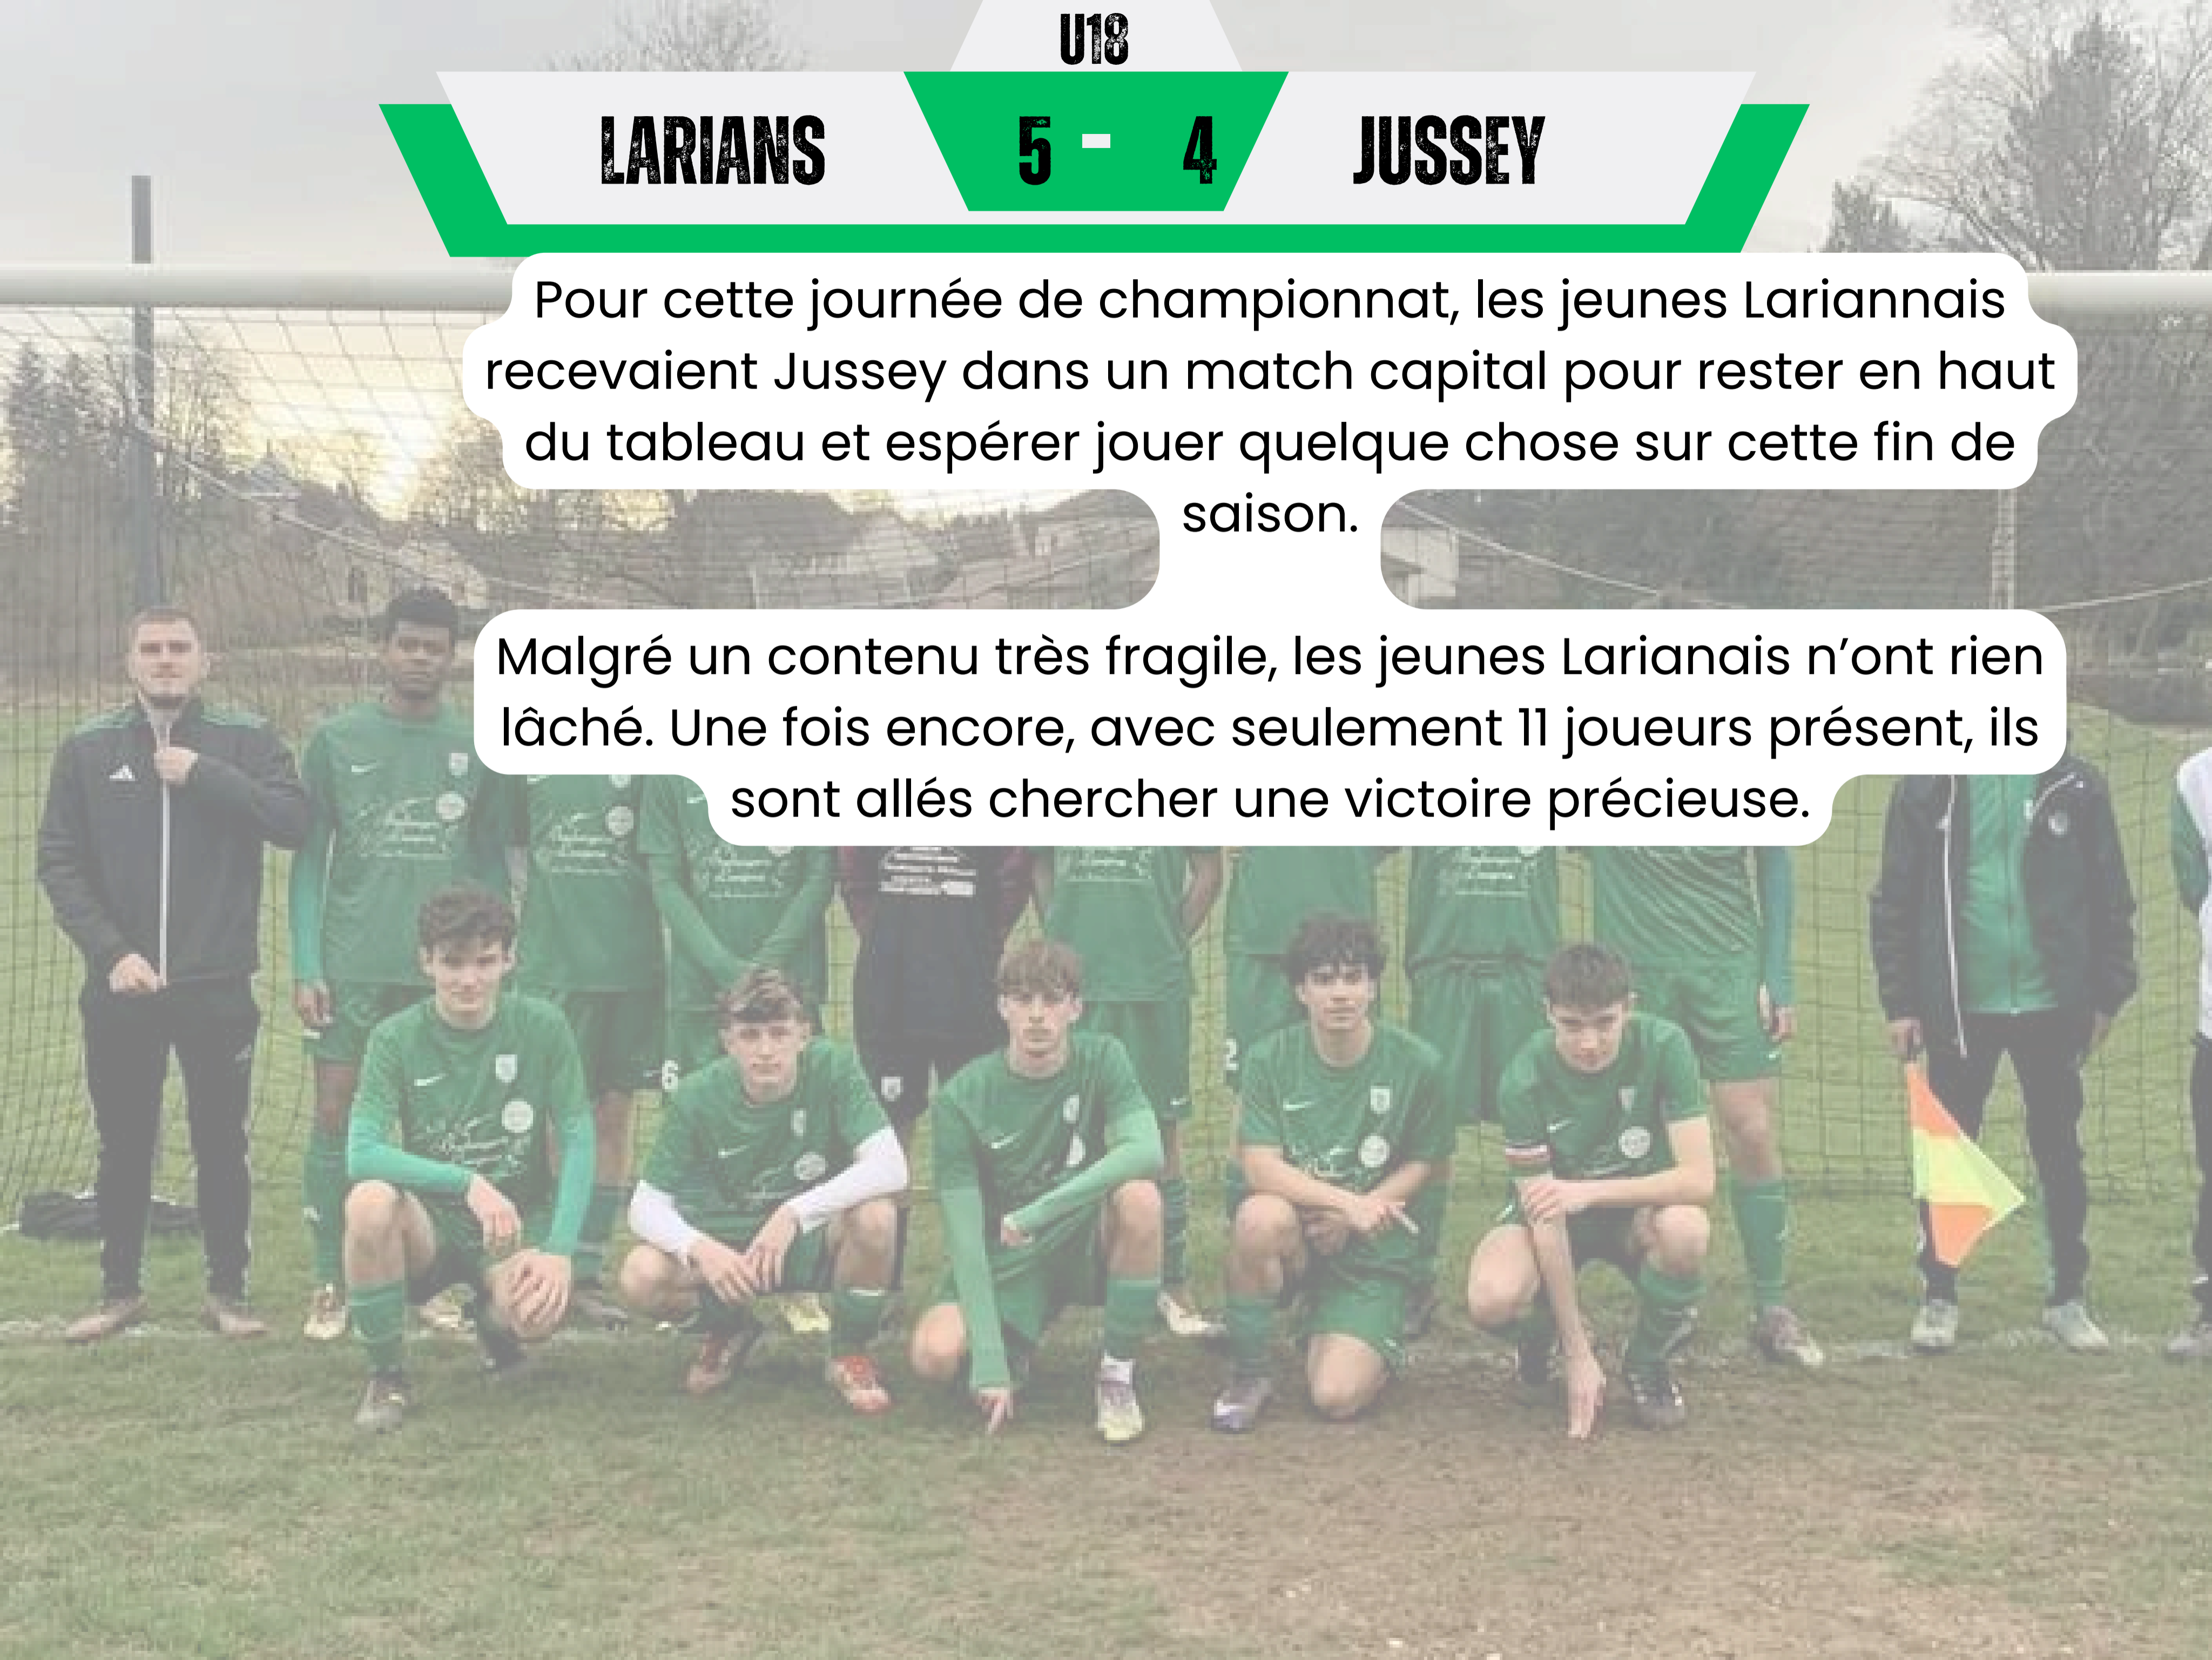 U18
LARIANS 5 - 4 JUSSEY
Pour cette journée de championnat, les jeunes Lariannais
recevaient Jussey dans un match capital pour rester en haut
du tableau et espérer jouer quelque chose sur cette fin de
saison.
Malgré un contenu très fragile, les jeunes Larianais n’ont rien
lâché. Une fois encore, avec seulement 11 joueurs présent, ils
sont allés chercher une victoire précieuse.
6
2